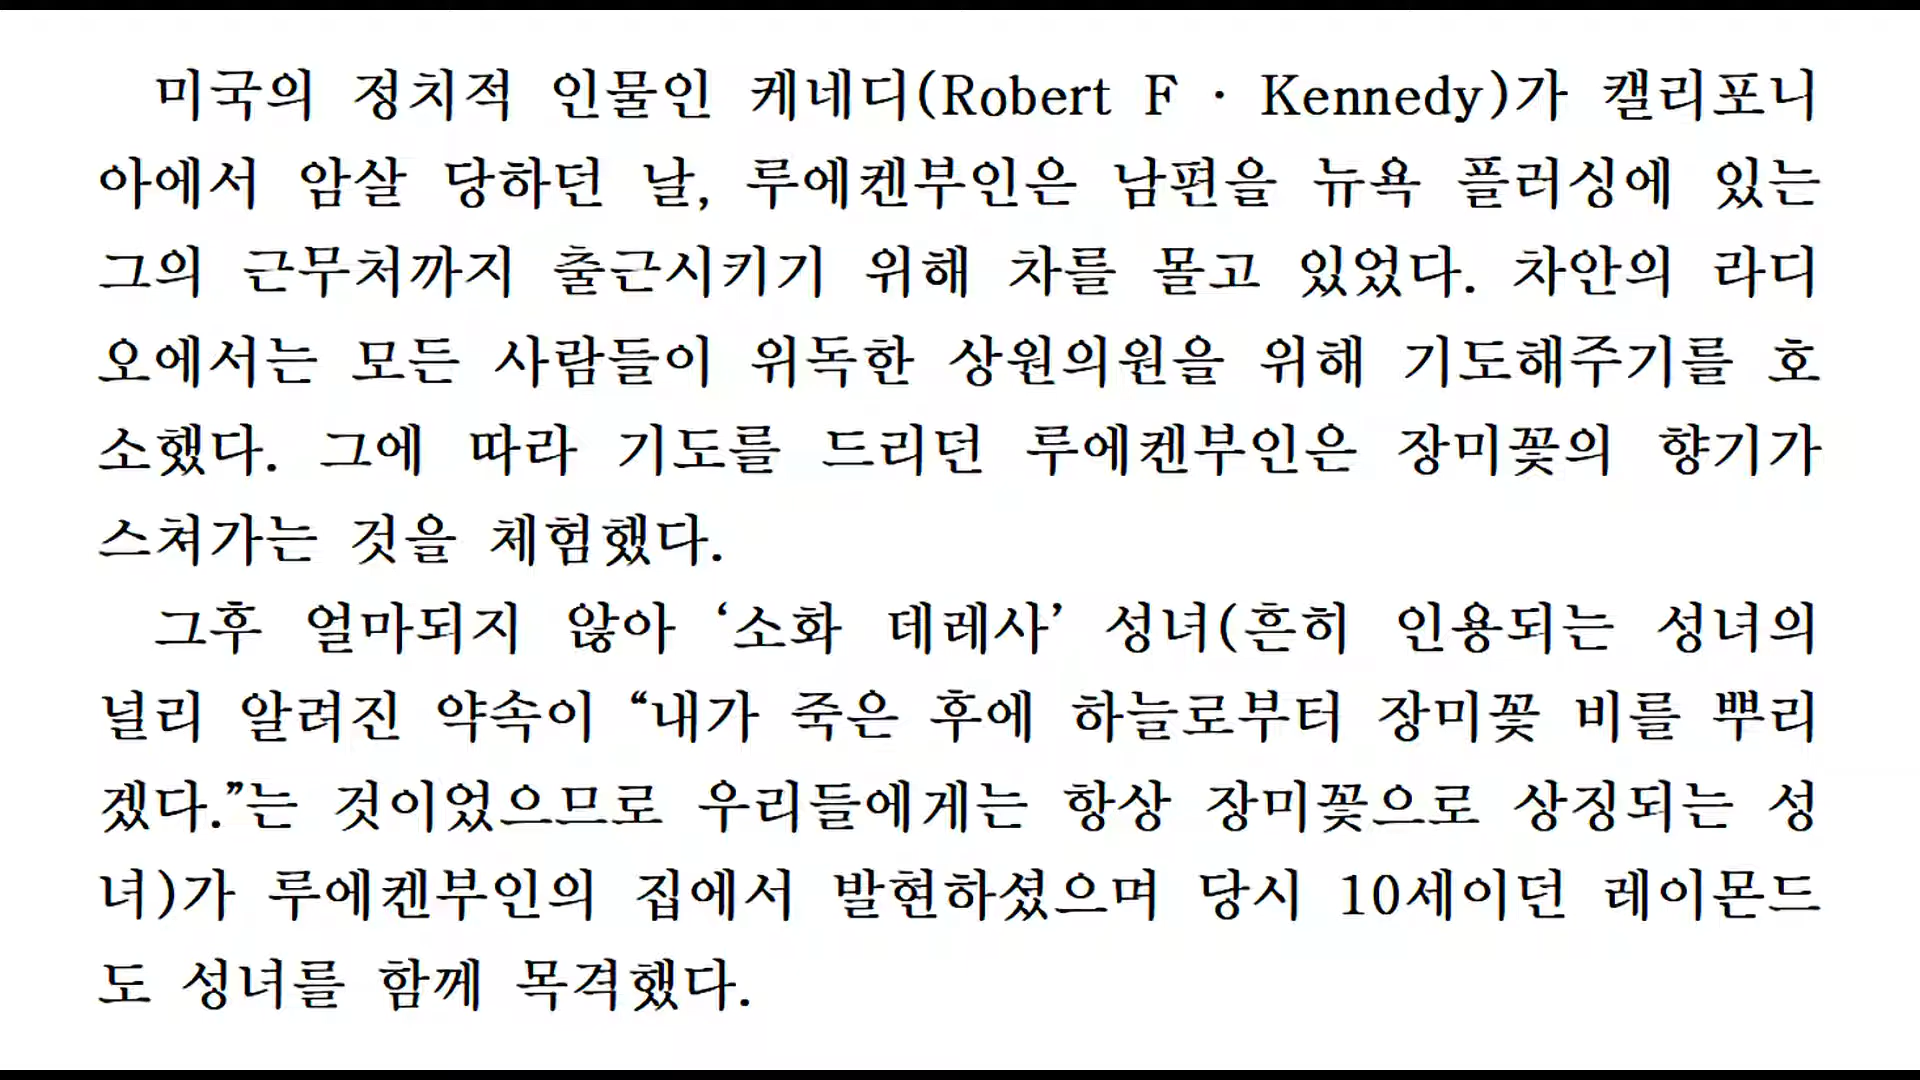 미국의 정치적 인물인 케네디(Robert F · Kennedy)가 캘리포니
아에서 암살 당하던 날, 루에켄부인은 남편을 뉴욕 플러싱에 있는
그의 근무처까지 출근시키기 위해 차를 몰고 있었다. 차안의 라디
오에서는 모든 사람들이 위독한 상원의원을 위해 기도해주기를 호
소했다. 그에 따라 기도를 드리던 루에켄부인은 장미꽃의 향기가
스쳐가는 것을 체험했다.
그후 얼마되지 않아 ‘소화 데레사’ 성녀(흔히 인용되는 성녀의
널리 알려진 약속이 “내가 죽은 후에 하늘로부터 장미꽃 비를 뿌리
겠다.”는 것이었으므로 우리들에게는 항상 장미꽃으로 상징되는 성
녀)가 루에켄부인의 집에서 발현하셨으며 당시 10세이던 레이몬드
도 성녀를 함께 목격했다.